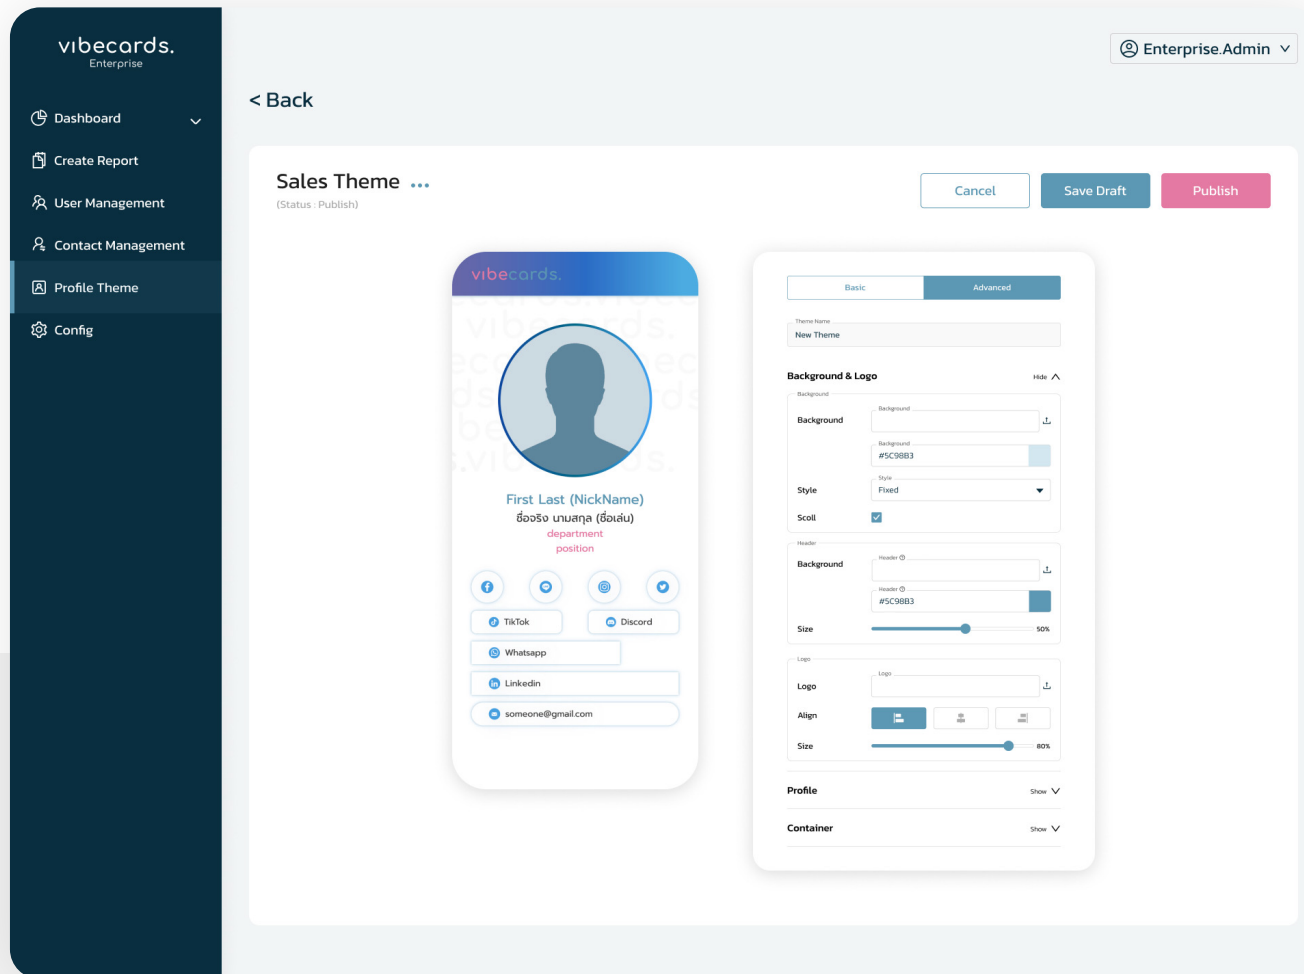 vibecards.
Enterprise
Enterprise.Admin
Dashboard
Create Report
User Management
Contact Management
Profile Theme
Config
< Back
Sales Theme ...
(Status : Publish)
Cancel
Save Draft
Publish
vibecards.
vibecards.
First Last (NickName)
ชื่อจริง นามสกุล (ชื่อเล่น)
department
position
TikTok
Discord
Whatsapp
Linkedin
someone@gmail.com
Basic
Advanced
Theme Name
New Theme
Background & Logo
Hide
Background
Background
Background
Background
#5C98B3
Style
Style
Fixed
Scoll
Header
Background
Header
Header
#5C98B3
Size
50%
Logo
Logo
Logo
Align
Size
80%
Profile
Show
Container
Show